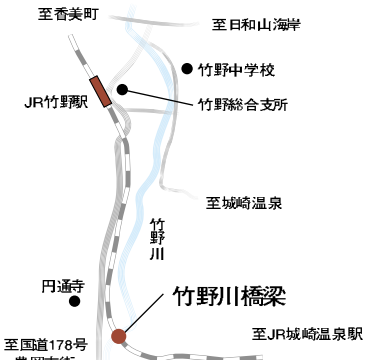 至香美町
至日和山海岸
竹野中学校
JR竹野駅
竹野総合支所
至城崎温泉
竹野川
円通寺
竹野川橋梁
至JR城崎温泉駅
至国道178号